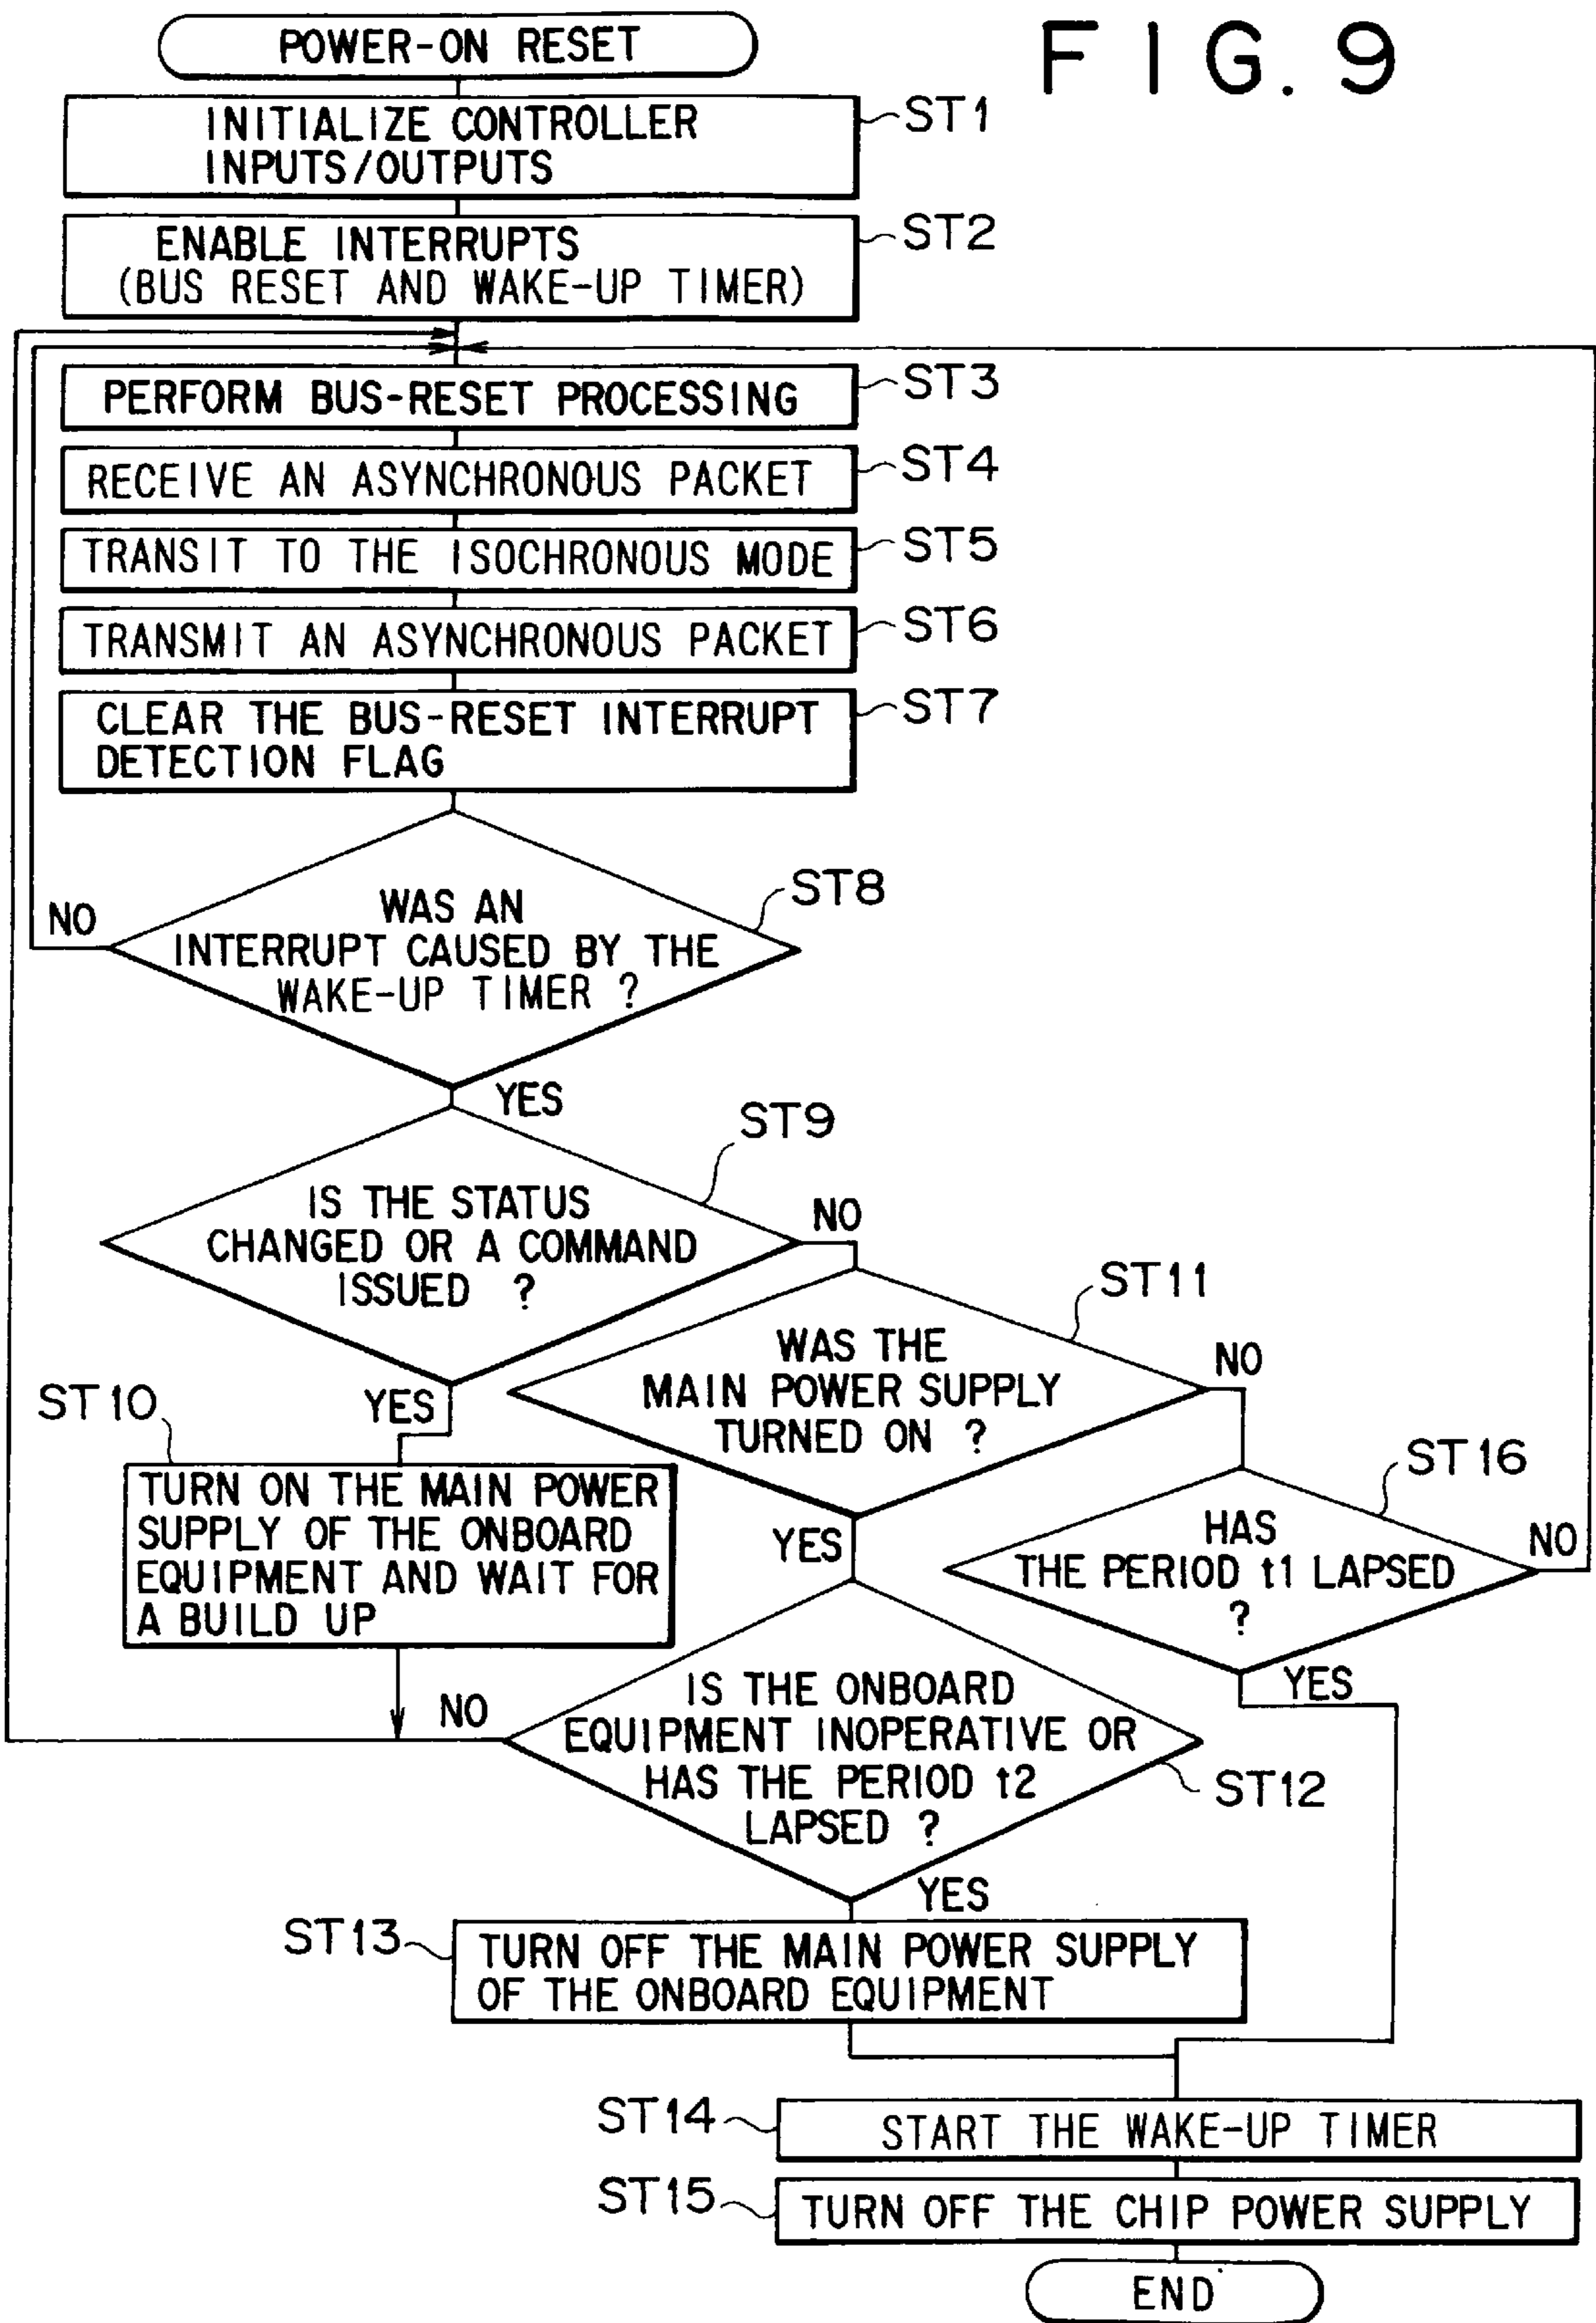 FIG. 9
POWER-ON RESET
INITIALIZE CONTROLLER
INPUTS/OUTPUTS
ST1
ENABLE INTERRUPTS
(BUS RESET AND WAKE-UP TIMER)
ST2
PERFORM BUS-RESET PROCESSING
ST3
RECEIVE AN ASYNCHRONOUS PACKET
ST4
TRANSIT TO THE ISOCHRONOUS MODE
ST5
TRANSMIT AN ASYNCHRONOUS PACKET
ST6
CLEAR THE BUS-RESET INTERRUPT
DETECTION FLAG
ST7
WAS AN
INTERRUPT CAUSED BY THE
WAKE-UP TIMER ?
ST8
NO
YES
IS THE STATUS
CHANGED OR A COMMAND
ISSUED ?
ST9
NO
YES
ST10
TURN ON THE MAIN POWER
SUPPLY OF THE ONBOARD
EQUIPMENT AND WAIT FOR
A BUILD UP
WAS THE
MAIN POWER SUPPLY
TURNED ON ?
ST11
NO
YES
HAS
THE PERIOD t1 LAPSED
?
ST16
NO
YES
IS THE ONBOARD
EQUIPMENT INOPERATIVE OR
HAS THE PERIOD t2
LAPSED ?
ST12
NO
YES
ST13
TURN OFF THE MAIN POWER SUPPLY
OF THE ONBOARD EQUIPMENT
ST14
START THE WAKE-UP TIMER
ST15
TURN OFF THE CHIP POWER SUPPLY
END